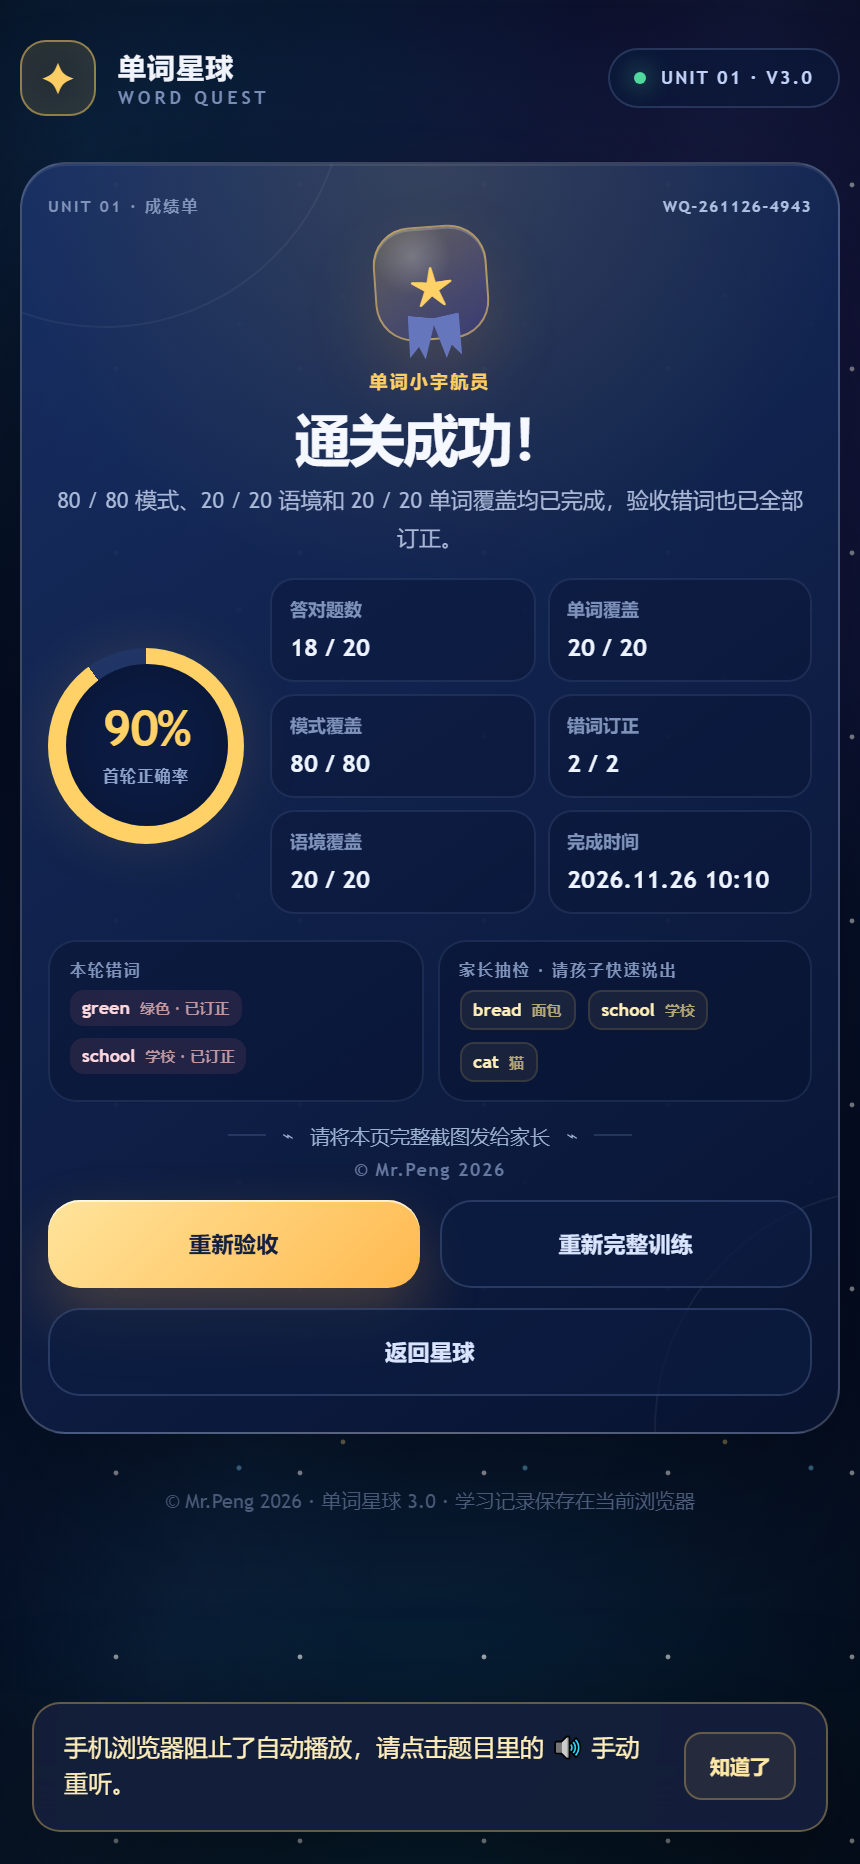 单词星球
WORD QUEST
UNIT 01 · V3.0
UNIT 01 · 成绩单
WQ-261126-4943
单词小宇航员
通关成功！
80 / 80 模式、20 / 20 语境和 20 / 20 单词覆盖均已完成，验收错词也已全部
订正。
90%
首轮正确率
答对题数
18 / 20
单词覆盖
20 / 20
模式覆盖
80 / 80
错词订正
2 / 2
语境覆盖
20 / 20
完成时间
2026.11.26 10:10
本轮错词
green 绿色 · 已订正
school 学校 · 已订正
家长抽检 · 请孩子快速说出
bread 面包 school 学校
cat 猫
请将本页完整截图发给家长
© Mr.Peng 2026
重新验收
重新完整训练
返回星球
© Mr.Peng 2026 · 单词星球 3.0 · 学习记录保存在当前浏览器
手机浏览器阻止了自动播放，请点击题目里的 🔊 手动
重听。
知道了